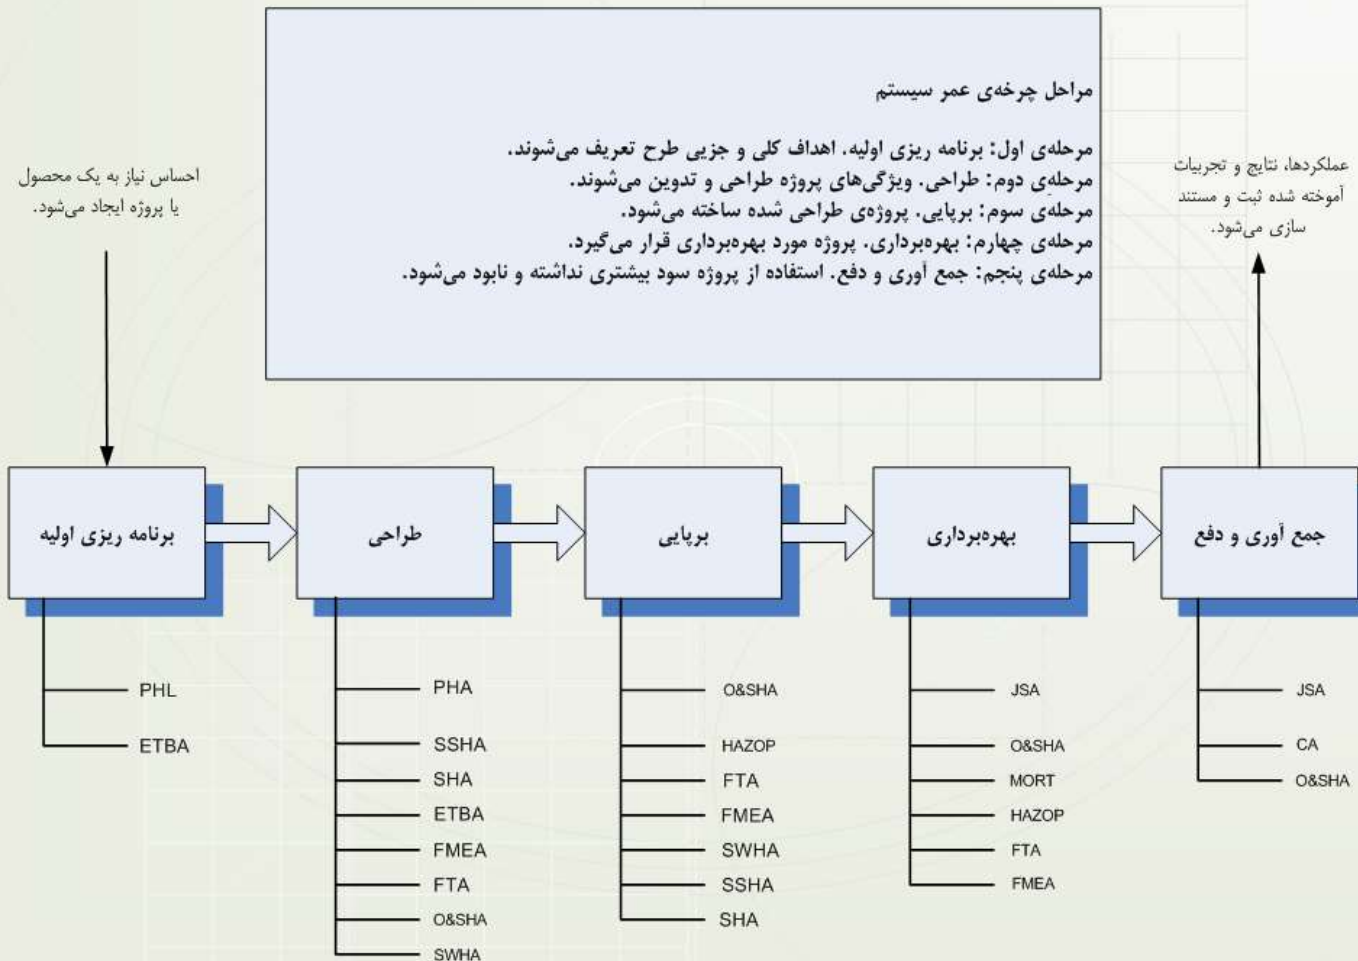 مراحل چرخه‌ی عمر سیستم
مرحله‌ی اول: برنامه ریزی اولیه. اهداف کلی و جزیی طرح تعریف می‌شوند.
مرحله‌ی دوم: طراحی. ویژگی‌های پروژه طراحی و تدوین می‌شوند.
مرحله‌ی سوم: برپایی. پروژه‌ی طراحی شده ساخته می‌شود.
مرحله‌ی چهارم: بهره‌برداری. پروژه مورد بهره‌برداری قرار می‌گیرد.
مرحله‌ی پنجم: جمع آوری و دفع. استفاده از پروژه سود بیشتری نداشته و نابود می‌شود.
احساس نیاز به یک محصول
یا پروژه ایجاد می‌شود.
عملکردها، نتایج و تجربیات
آموخته شده ثبت و مستند
سازی می‌شود.
برنامه ریزی اولیه
PHL
ETBA
طراحی
PHA
SSHA
SHA
ETBA
FMEA
FTA
O&SHA
SWHA
برپایی
O&SHA
HAZOP
FTA
FMEA
SWHA
SSHA
SHA
بهره‌برداری
JSA
O&SHA
MORT
HAZOP
FTA
FMEA
جمع آوری و دفع
JSA
CA
O&SHA